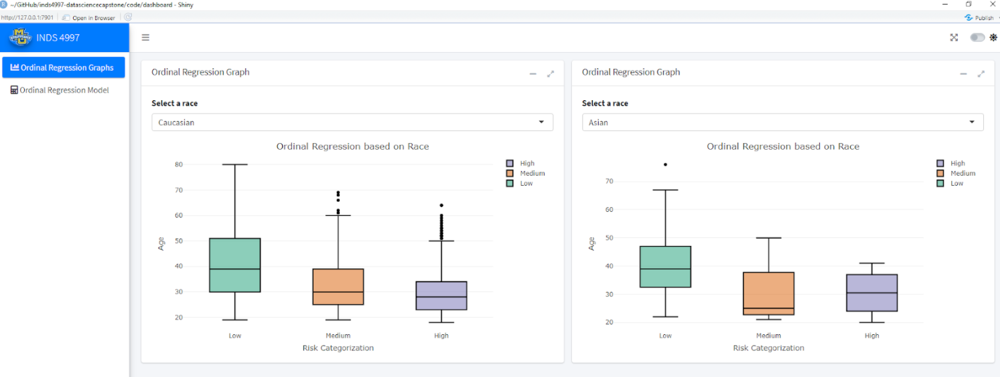 ~/GitHub/inds4997-datasciencecapstone/code/dashboard - Shiny
http://127.0.0.1:7901 Open in Browser Publish
INDS 4997
Ordinal Regression Graphs
Ordinal Regression Model
Ordinal Regression Graph
Select a race
Caucasian
Ordinal Regression based on Race
High
Medium
Low
80
70
60
50
40
30
20
Age
Low Medium High
Risk Categorization
Ordinal Regression Graph
Select a race
Asian
Ordinal Regression based on Race
High
Medium
Low
70
60
50
40
30
20
Age
Low Medium High
Risk Categorization